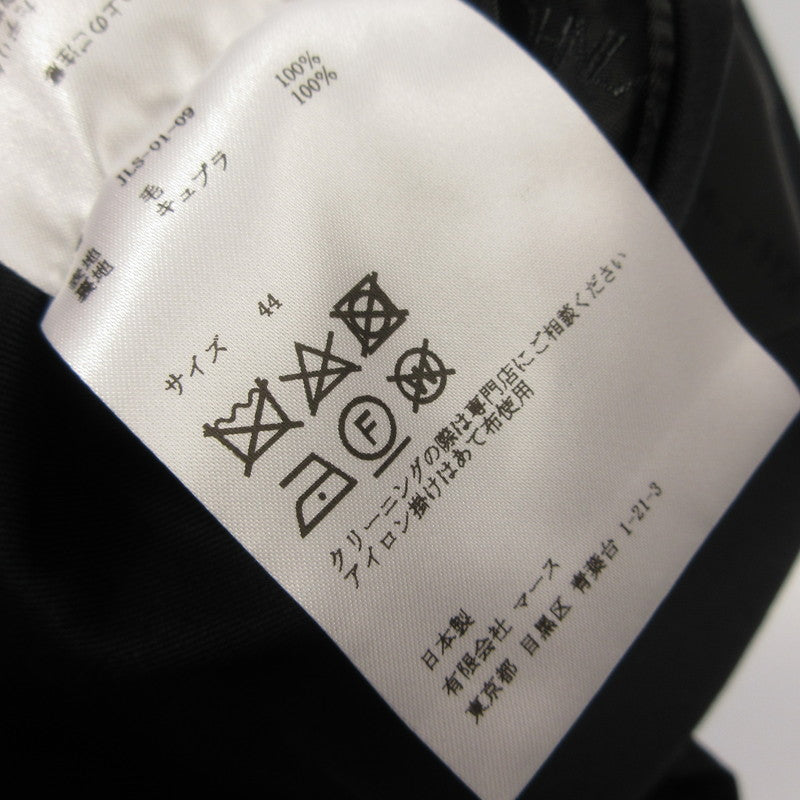 JLS-01-09
表地 毛 100%
裏地 キュプラ 100%
サイズ 44
F
W
クリーニングの際は専門店にご相談ください
アイロン掛けはあて布使用
日本製
有限会社 マース
東京都 目黒区 青葉台 1-21-3